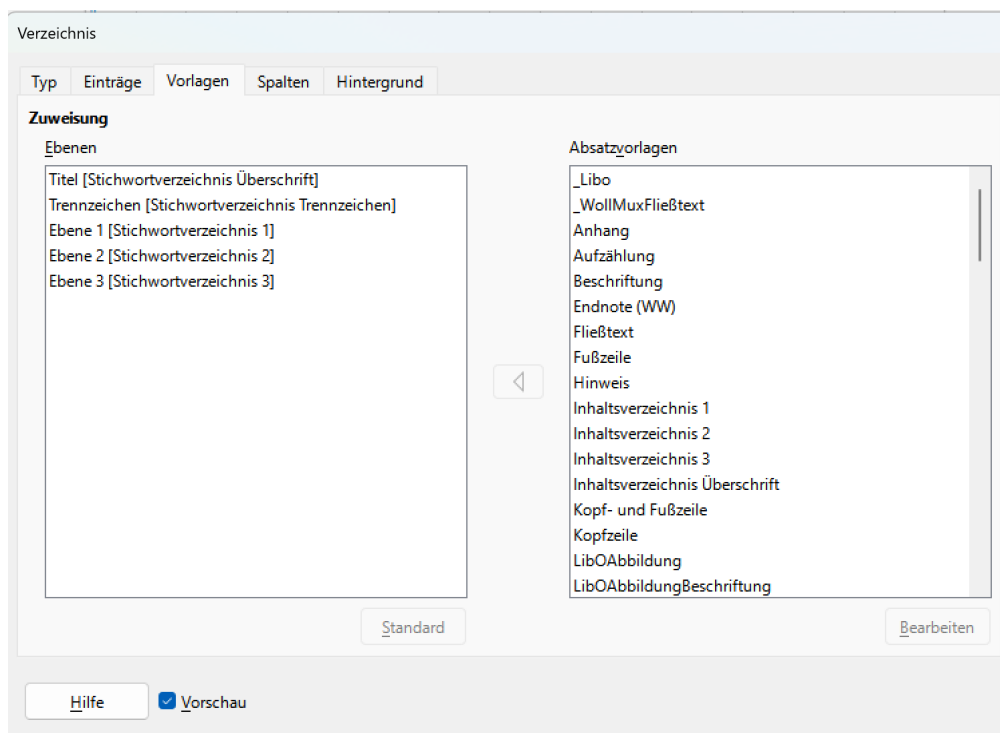 Verzeichnis
Typ Einträge Vorlagen Spalten Hintergrund
Zuweisung
Ebenen
Titel [Stichwortverzeichnis Überschrift]
Trennzeichen [Stichwortverzeichnis Trennzeichen]
Ebene 1 [Stichwortverzeichnis 1]
Ebene 2 [Stichwortverzeichnis 2]
Ebene 3 [Stichwortverzeichnis 3]
Standard
Absatzvorlagen
_Libo
_WollMuxFließtext
Anhang
Aufzählung
Beschriftung
Endnote (WW)
Fließtext
Fußzeile
Hinweis
Inhaltsverzeichnis 1
Inhaltsverzeichnis 2
Inhaltsverzeichnis 3
Inhaltsverzeichnis Überschrift
Kopf- und Fußzeile
Kopfzeile
LibOAbbildung
LibOAbbildungBeschriftung
Bearbeiten
Hilfe Vorschau